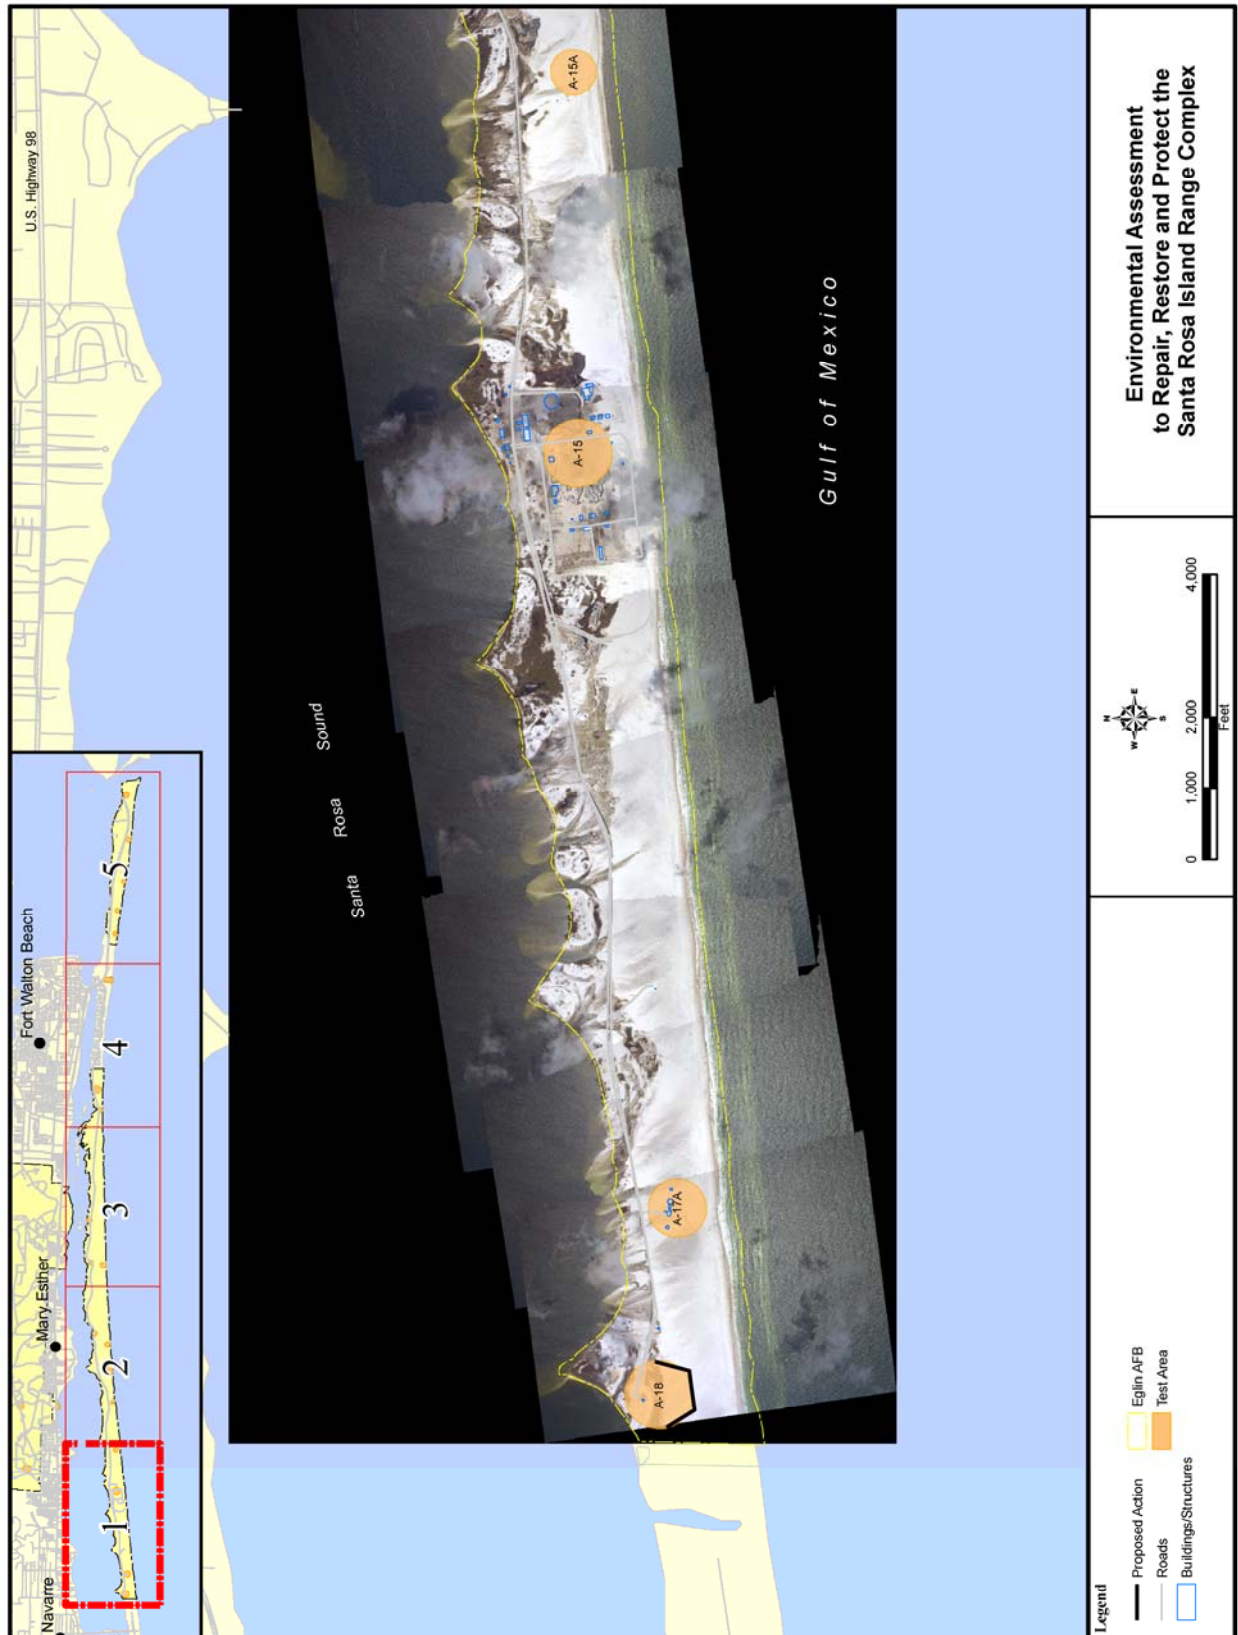 U.S. Highway 98
Navarre
Mary Esther
Fort Walton Beach
1
2
3
4
5
Santa Rosa Sound
A-18
A-17A
A-15
A-15A
Gulf of Mexico
Legend
Proposed Action
Roads
Buildings/Structures
Eglin AFB
Test Area
N
W
E
S
0 1,000 2,000 4,000
Feet
Environmental Assessment
to Repair, Restore and Protect the
Santa Rosa Island Range Complex